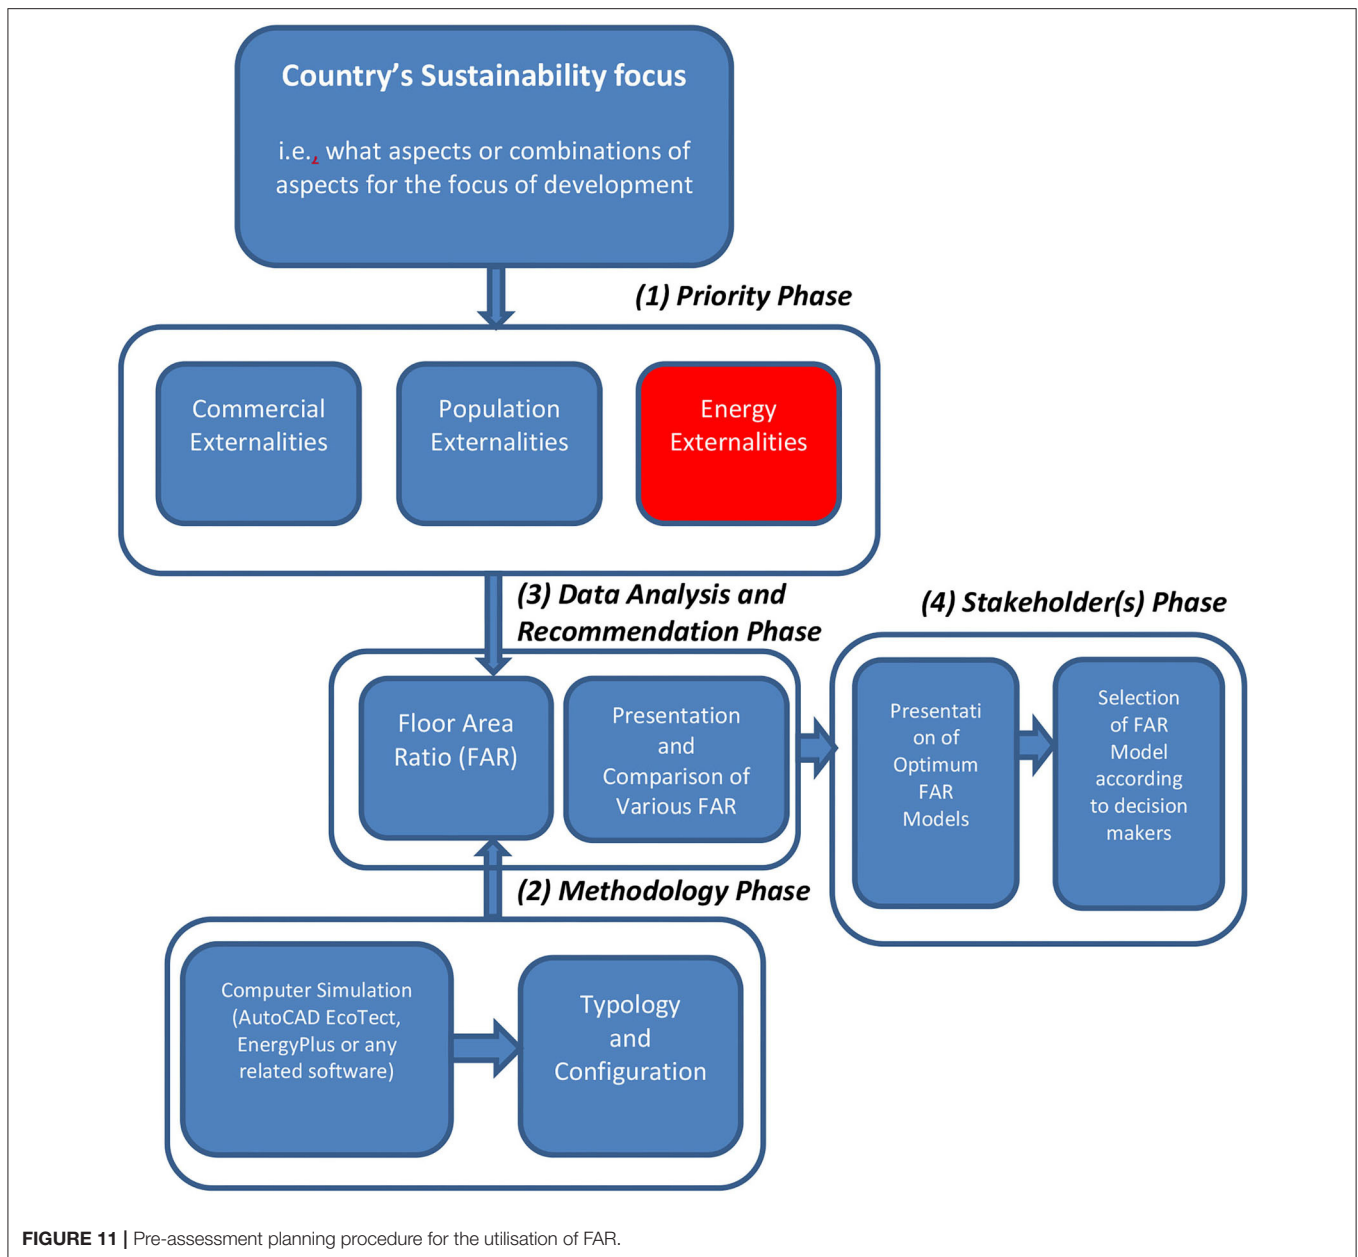 Country’s Sustainability focus
i.e., what aspects or combinations of
aspects for the focus of development
(1) Priority Phase
Commercial
Externalities
Population
Externalities
Energy
Externalities
(3) Data Analysis and
Recommendation Phase
(4) Stakeholder(s) Phase
Floor Area
Ratio (FAR)
Presentation
and
Comparison of
Various FAR
Presentati
on of
Optimum
FAR
Models
Selection
of FAR
Model
according
to decision
makers
(2) Methodology Phase
Computer Simulation
(AutoCAD EcoTect,
EnergyPlus or any
related software)
Typology
and
Configuration
FIGURE 11 | Pre-assessment planning procedure for the utilisation of FAR.